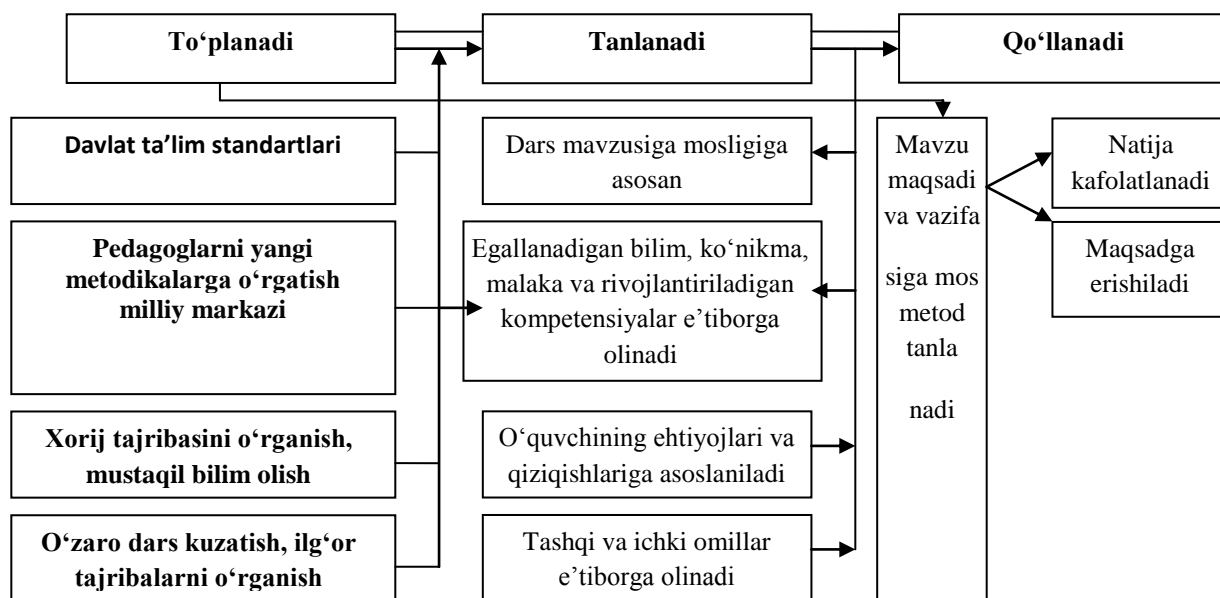 To‘planadi
Tanlanadi
Qo‘llanadi
Davlat ta’lim standartlari
Pedagoglarni yangi
metodikalarga o‘rgatish
milliy markazi
Xorij tajribasini o‘rganish,
mustaqil bilim olish
O‘zaro dars kuzatish, ilg‘or
tajribalarni o‘rganish
Dars mavzusiga mosligiga
asosan
Egallanadigan bilim, ko‘nikma,
malaka va rivojlantiriladigan
kompetensiyalar e’tiborga
olinadi
O‘quvchining ehtiyojlari va
qiziqishlariga asoslaniladi
Tashqi va ichki omillar
e’tiborga olinadi
Mavzu
maqsadi
va vazifa
siga mos
metod
tanla
nadi
Natija
kafolatlanadi
Maqsadga
erishiladi